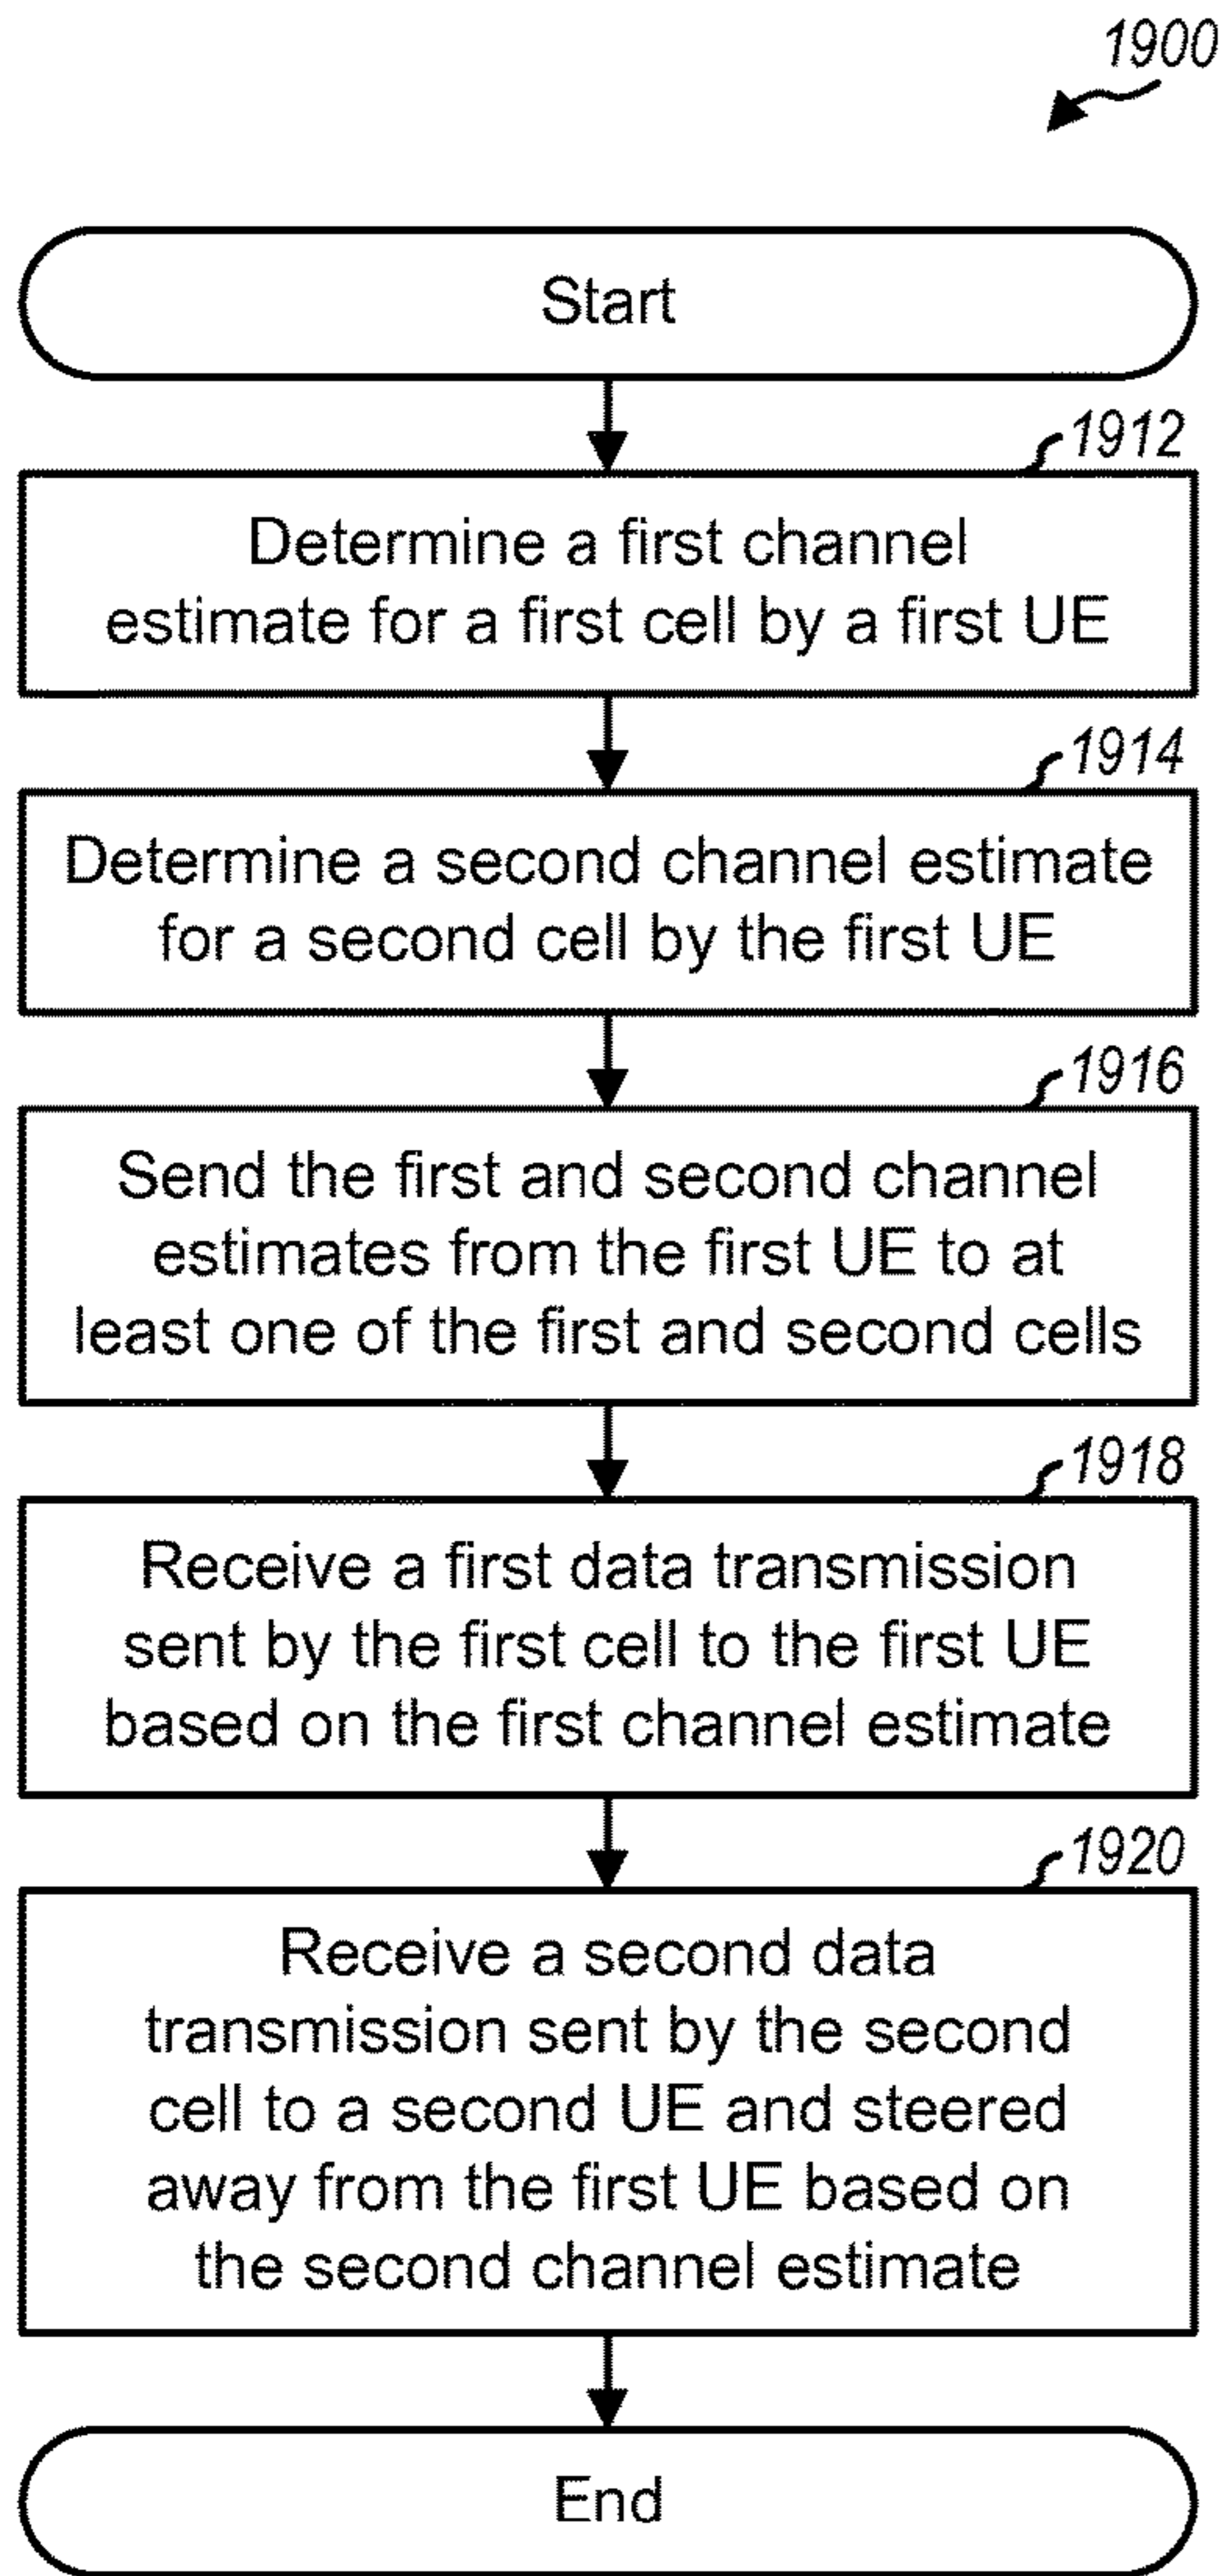 1900
Start
1912
Determine a first channel
estimate for a first cell by a first UE
1914
Determine a second channel estimate
for a second cell by the first UE
1916
Send the first and second channel
estimates from the first UE to at
least one of the first and second cells
1918
Receive a first data transmission
sent by the first cell to the first UE
based on the first channel estimate
1920
Receive a second data
transmission sent by the second
cell to a second UE and steered
away from the first UE based on
the second channel estimate
End